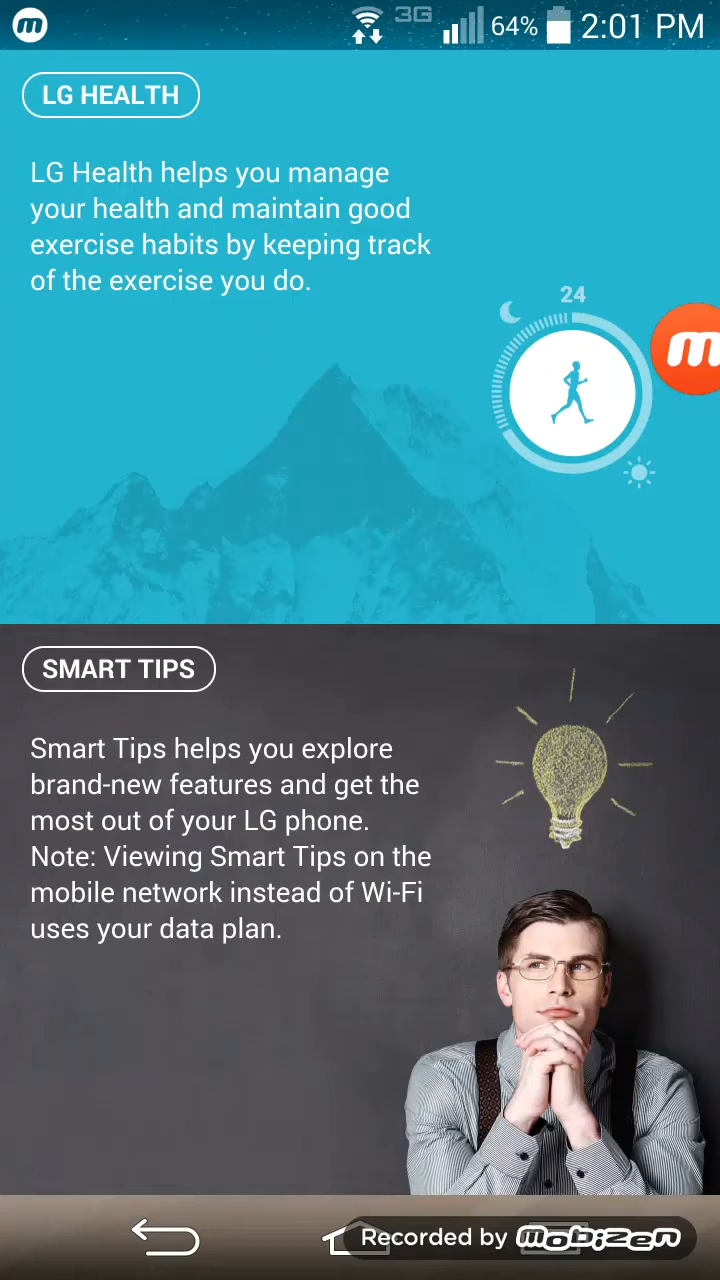 m 3G 64% 2:01 PM
LG HEALTH
LG Health helps you manage
your health and maintain good
exercise habits by keeping track
of the exercise you do.
24
m
SMART TIPS
Smart Tips helps you explore
brand-new features and get the
most out of your LG phone.
Note: Viewing Smart Tips on the
mobile network instead of Wi-Fi
uses your data plan.
Recorded by mobizen